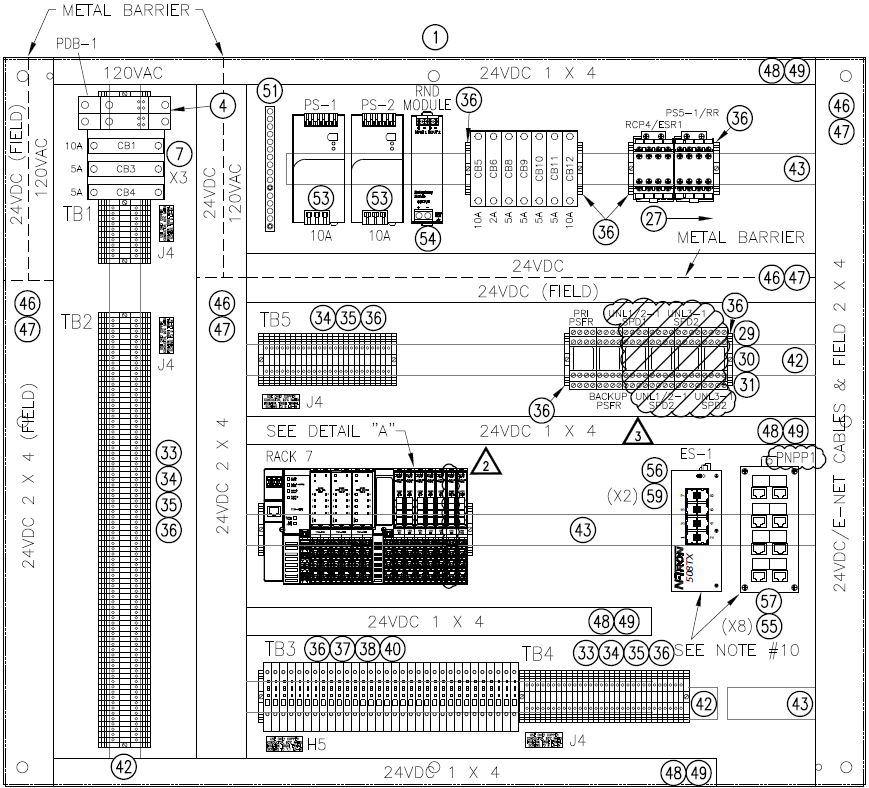 METAL BARRIER
1
PDB-1
120VAC
24VDC 1 X 4
48 49
24VDC (FIELD)
120VAC
4
51
PS-1
PS-2
RND
MODULE
36
PS5-1/RR
RCP4/ESR1
36
46
47
10A CB1
7
X3
5A CB3
5A CB4
24VDC
120VAC
53
53
10A
10A
54
CB5
CB6
CB8
CB9
CB10
CB11
CB12
10A
2A
5A
5A
5A
5A
10A
36
27
43
TB1
J4
METAL BARRIER
24VDC
46 47
24VDC (FIELD)
46
47
46
47
TB2
J4
TB5
34 35 36
J4
PRI
PSFR
UNL1/2-1
SPD1
UNL3-1
SPD2
36
29
30
31
42
36
BACKUP
PSFR
UNL1/2-1
SPD2
UNL3-1
SPD2
24VDC 2 X 4 (FIELD)
24VDC 2 X 4
SEE DETAIL "A"
24VDC 1 X 4
3
48 49
24VDC/E-NET CABLES & FIELD 2 X 4
33
34
35
36
RACK 7
2
43
ES-1
56
(X2) 59
508TX
PNPP1
57
(X8) 55
SEE NOTE #10
24VDC 1 X 4
48 49
TB3
36 37 38 40
TB4
33 34 35 36
42
43
H5
J4
42
24VDC 1 X 4
48 49